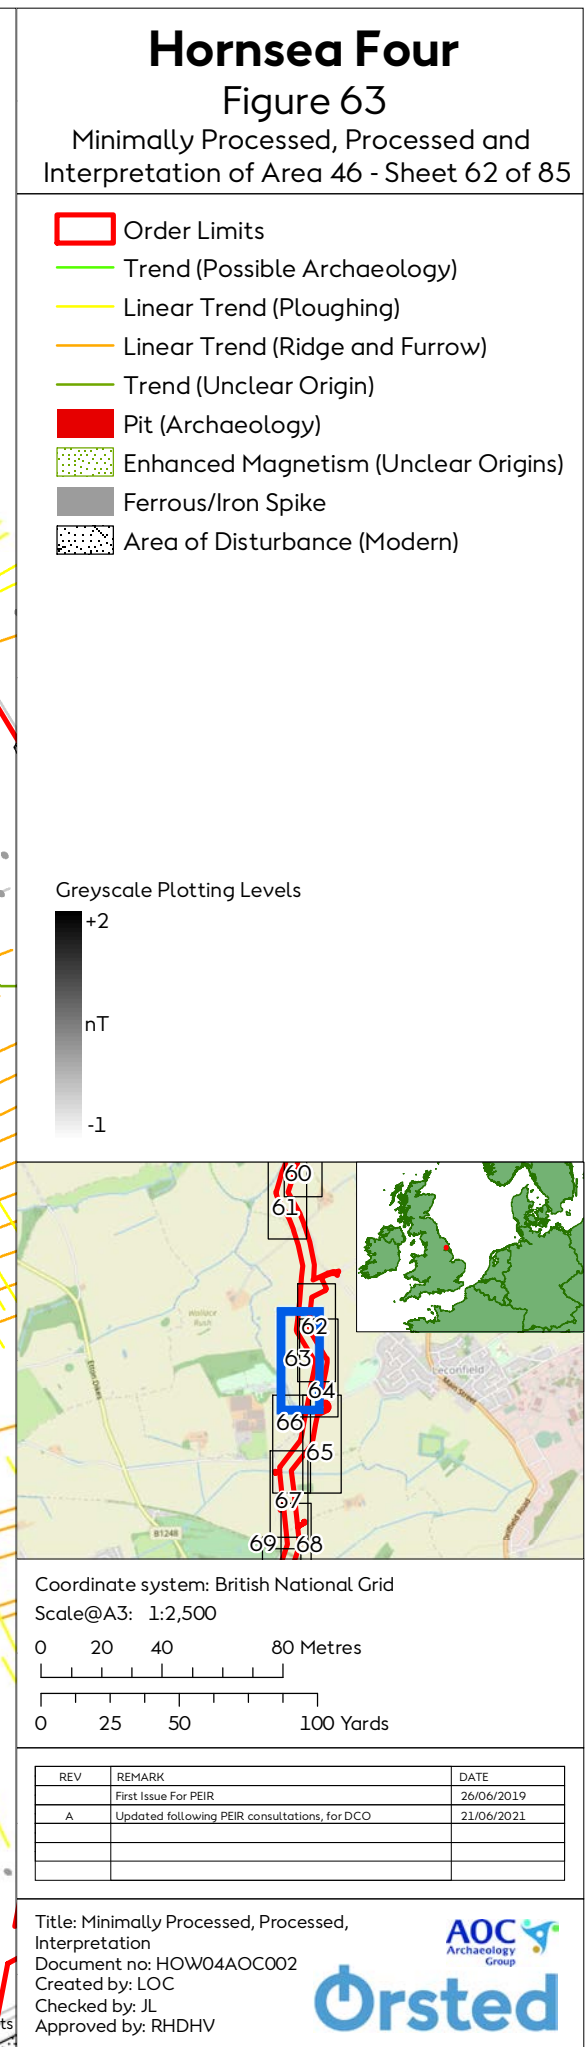 Hornsea Four
Figure 63
Minimally Processed, Processed and
Interpretation of Area 46 - Sheet 62 of 85
Order Limits
Trend (Possible Archaeology)
Linear Trend (Ploughing)
Linear Trend (Ridge and Furrow)
Trend (Unclear Origin)
Pit (Archaeology)
Enhanced Magnetism (Unclear Origins)
Ferrous/Iron Spike
Area of Disturbance (Modern)
Greyscale Plotting Levels
+2
nT
-1
60
61
Wallace
Rush
62
63
Leconfield
Main Street
64
Etton Dikes
66
65
67
B1248
69 68
Coordinate system: British National Grid
Scale@A3: 1:2,500
0 20 40 80 Metres
0 25 50 100 Yards
REV REMARK DATE
First Issue For PEIR 26/06/2019
A Updated following PEIR consultations, for DCO 21/06/2021
Title: Minimally Processed, Processed,
Interpretation
Document no: HOW04AOC002
Created by: LOC
Checked by: JL
Approved by: RHDHV
AOC
Archaeology
Group
Orsted
ts